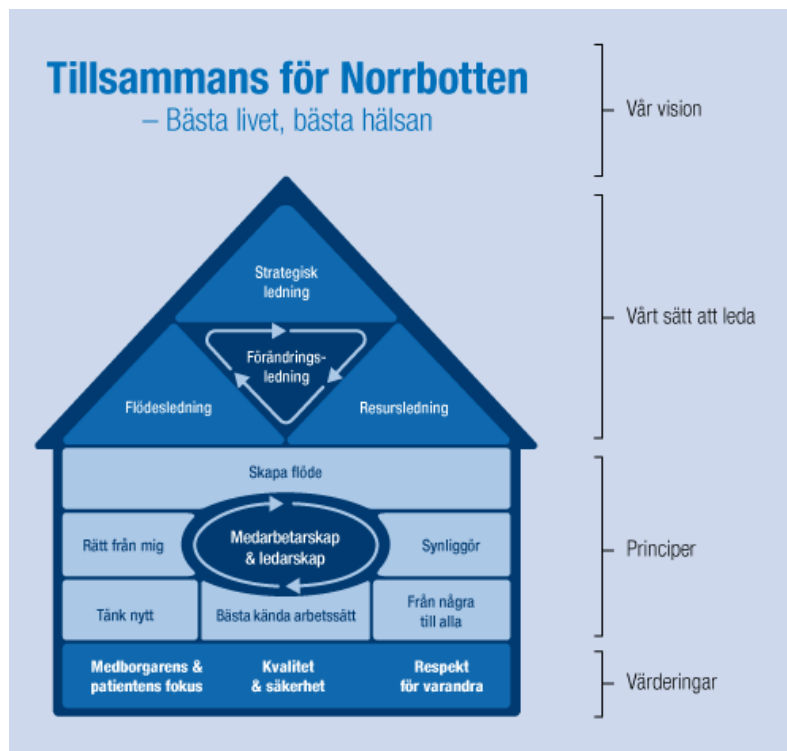 Tillsammans för Norrbotten
– Bästa livet, bästa hälsan
Vår vision
Strategisk
ledning
Förändrings-
ledning
Flödesledning
Resursledning
Vårt sätt att leda
Skapa flöde
Rätt från mig
Medarbetarskap
& ledarskap
Synliggör
Tänk nytt
Bästa kända arbetssätt
Från några
till alla
Principer
Medborgarens &
patientens fokus
Kvalitet
& säkerhet
Respekt
för varandra
Värderingar